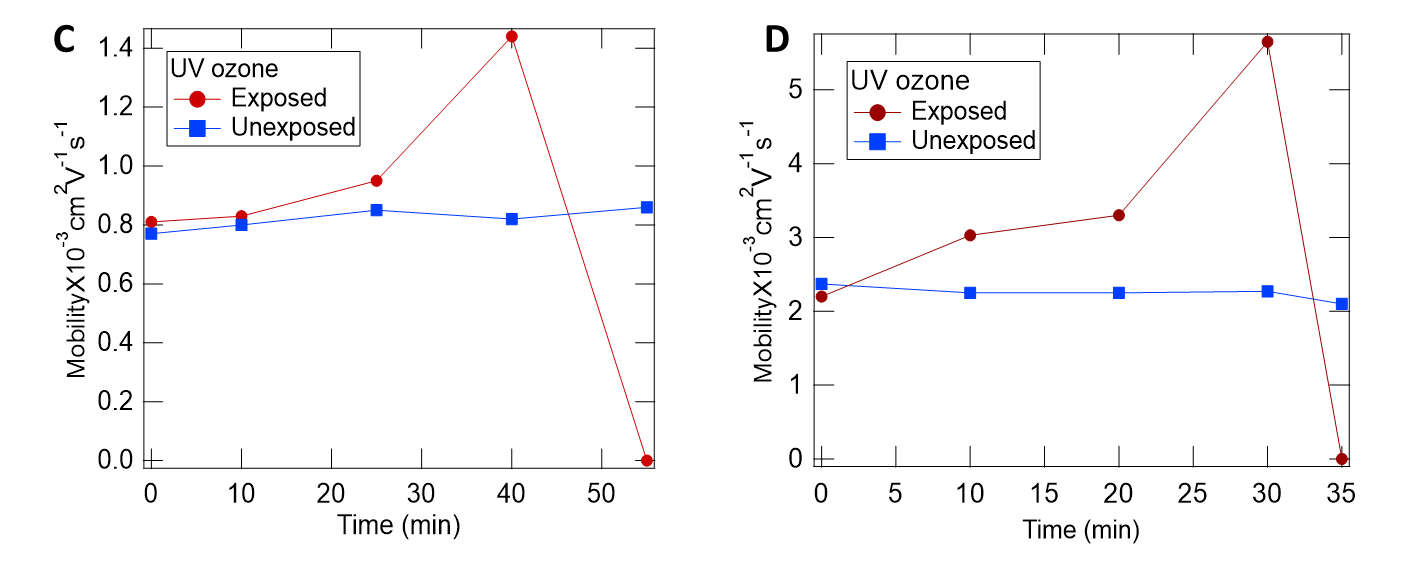 C
UV ozone
Exposed
Unexposed
MobilityX10⁻³cm²V⁻¹s⁻¹
1.4
1.2
1.0
0.8
0.6
0.4
0.2
0.0
0 10 20 30 40 50
Time (min)
D
UV ozone
Exposed
Unexposed
MobilityX10⁻³cm²V⁻¹s⁻¹
5
4
3
2
1
0
0 5 10 15 20 25 30 35
Time (min)